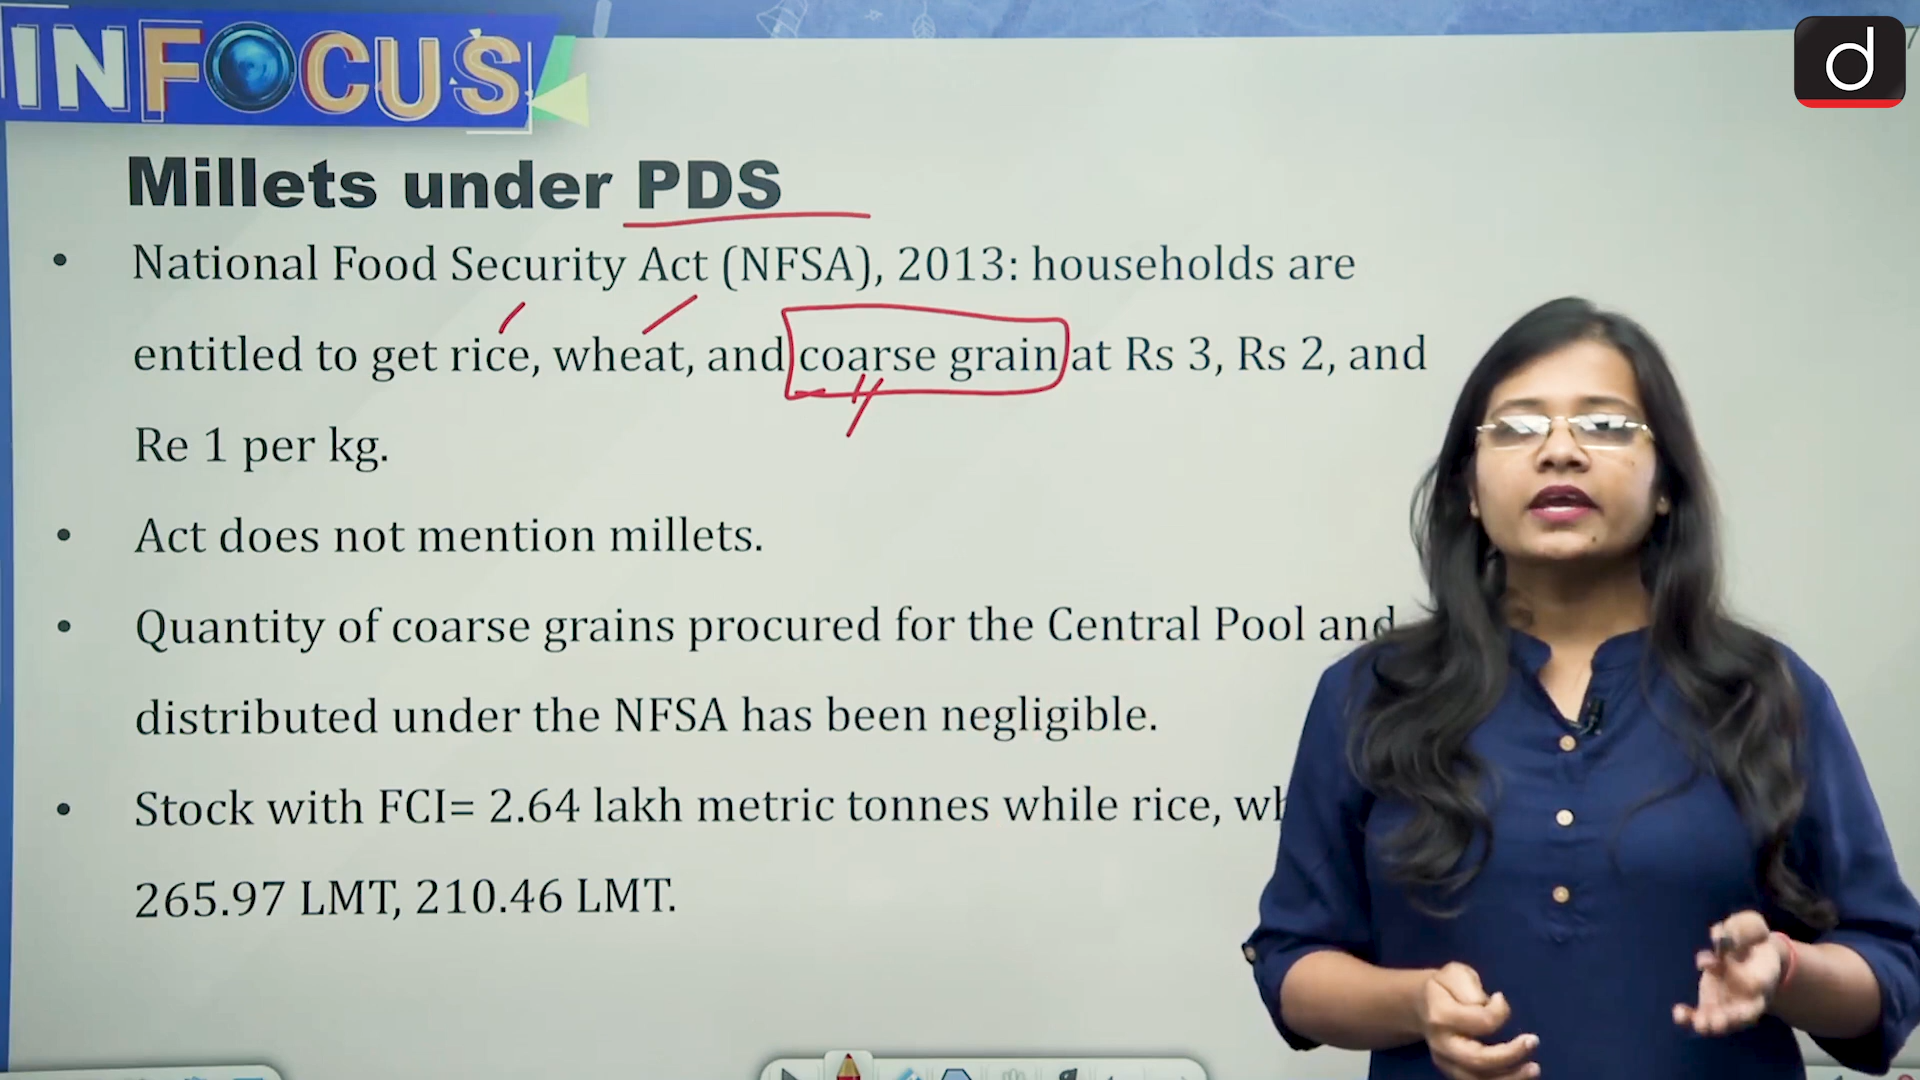 INFOCUS
d
Millets under PDS
• National Food Security Act (NFSA), 2013: households are
entitled to get rice, wheat, and coarse grain at Rs 3, Rs 2, and
Re 1 per kg.
• Act does not mention millets.
• Quantity of coarse grains procured for the Central Pool and
distributed under the NFSA has been negligible.
• Stock with FCI= 2.64 lakh metric tonnes while rice,
265.97 LMT, 210.46 LMT.